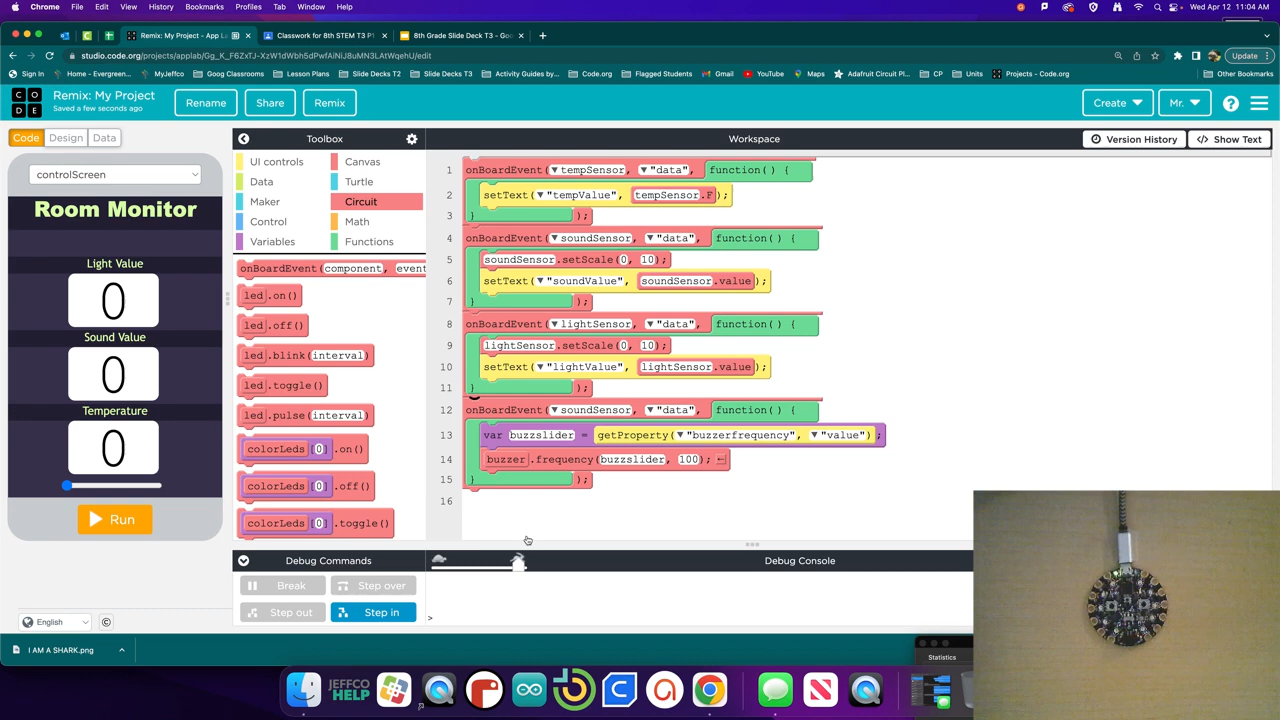 Chrome File Edit View History Bookmarks Profiles Tab Window Help Wed Apr 12 11:04 AM
Remix: My Project - App La Classwork for 8th STEM T3 P1 8th Grade Slide Deck T3 - Goo
studio.code.org/projects/applab/Gg_K_F6ZxTJ-XzW1dWbh5dPwfAiNiJ8uMN3LAtWqehU/edit Update
Sign In Home - Evergreen... MyJeffco Goog Classrooms Lesson Plans Slide Decks T2 Slide Decks T3 Activity Guides by... Code.org Flagged Students Gmail YouTube Maps Adafruit Circuit Pl... CP Units Projects - Code.org Other Bookmarks
CODE Remix: My Project
Saved a few seconds ago
Rename Share Remix Create Mr. ?
Code Design Data Toolbox Workspace Version History </> Show Text
controlScreen
Room Monitor
Light Value
0
Sound Value
0
Temperature
0
Run
English
UI controls Canvas
Data Turtle
Maker Circuit
Control Math
Variables Functions
onBoardEvent(component, event
led.on()
led.off()
led.blink(interval)
led.toggle()
led.pulse(interval)
colorLeds[0].on()
colorLeds[0].off()
colorLeds[0].toggle()
1 onBoardEvent(tempSensor, "data", function() {
2 setText("tempValue", tempSensor.F);
3 } );
4 onBoardEvent(soundSensor, "data", function() {
5 soundSensor.setScale(0, 10);
6 setText("soundValue", soundSensor.value);
7 } );
8 onBoardEvent(lightSensor, "data", function() {
9 lightSensor.setScale(0, 10);
10 setText("lightValue", lightSensor.value);
11 } );
12 onBoardEvent(soundSensor, "data", function() {
13 var buzzslider = getProperty("buzzerfrequency", "value");
14 buzzer.frequency(buzzslider, 100);
15 } );
16
Debug Commands Debug Console
Break Step over
Step out Step in
>
I AM A SHARK.png
Statistics
JEFFCO
HELP